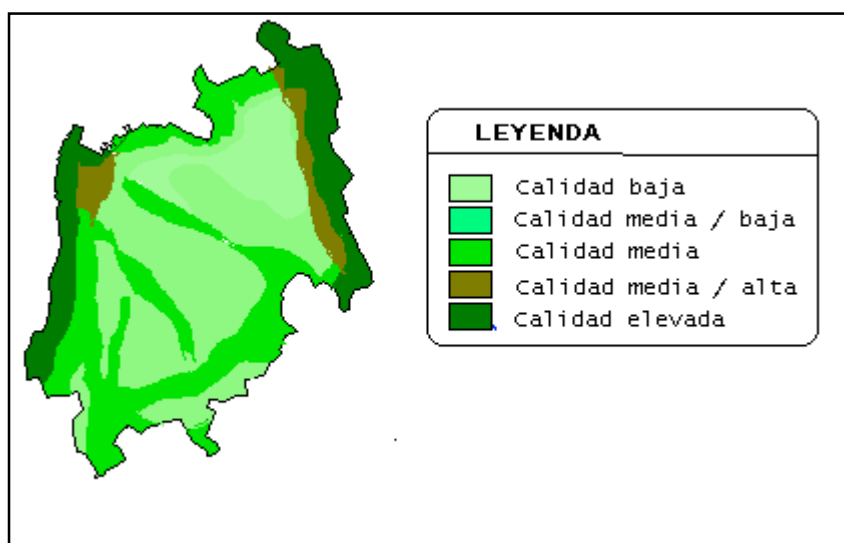 LEYENDA
Calidad baja
Calidad media / baja
Calidad media
Calidad media / alta
Calidad elevada